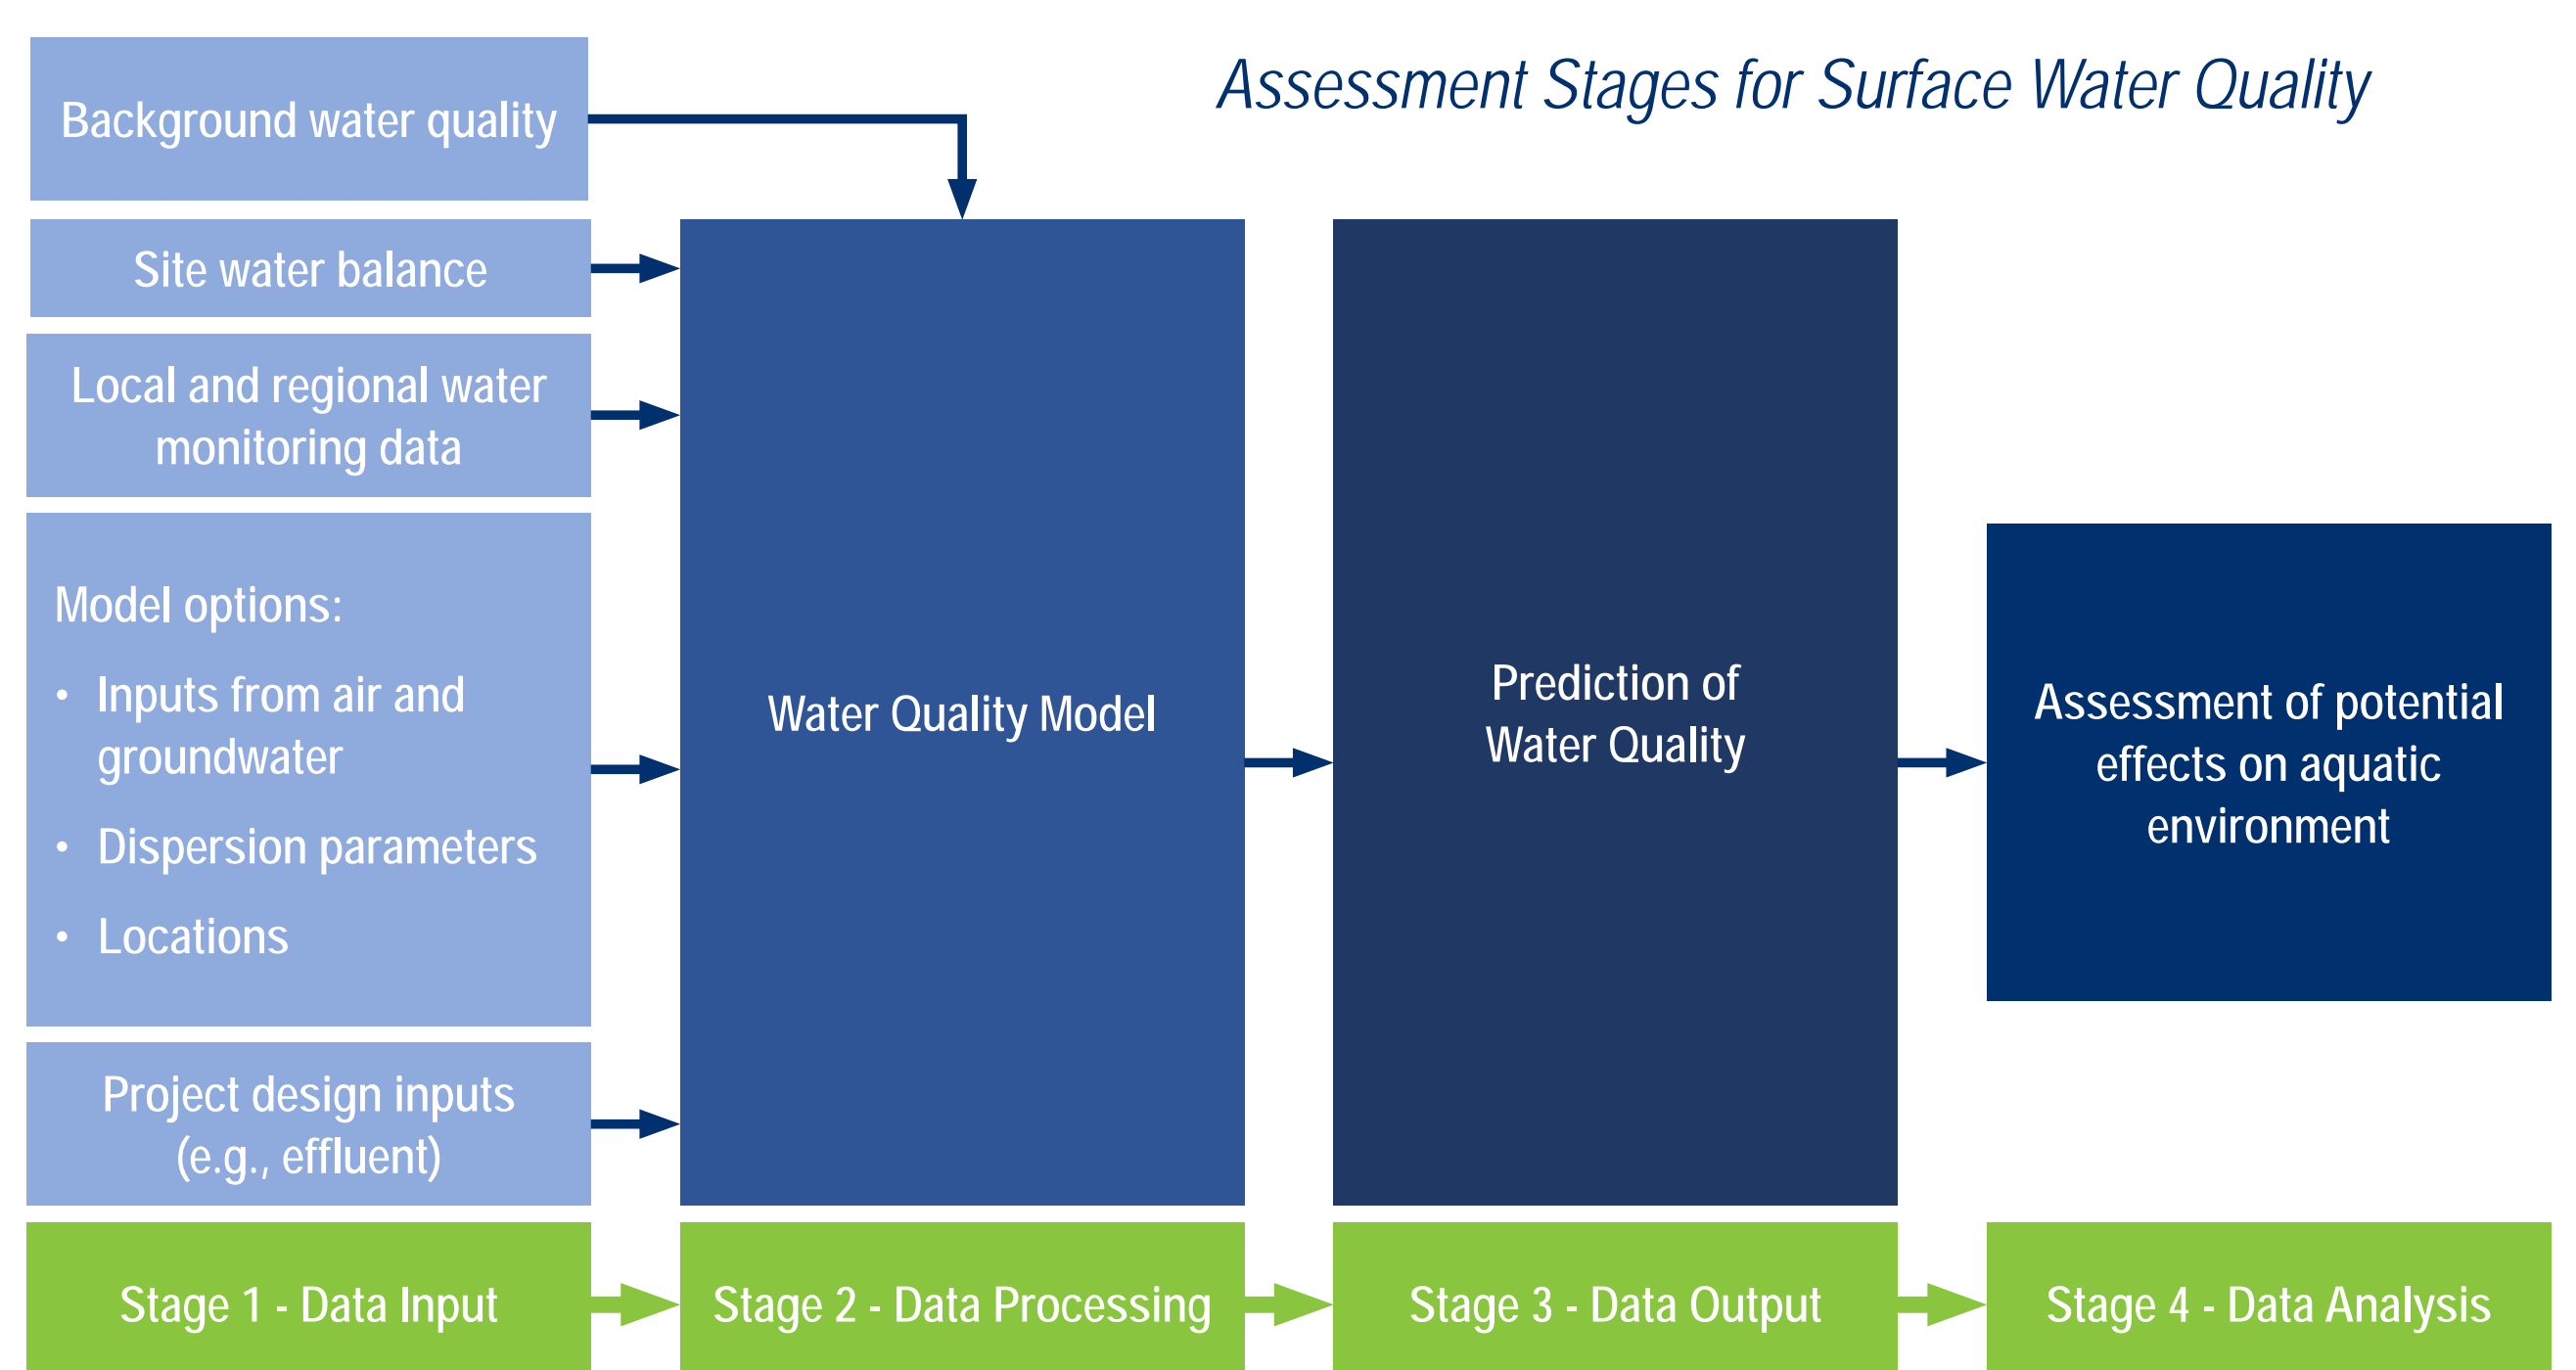 Assessment Stages for Surface Water Quality
Background water quality
Site water balance
Local and regional water
monitoring data
Model options:
• Inputs from air and
groundwater
• Dispersion parameters
• Locations
Project design inputs
(e.g., effluent)
Water Quality Model
Prediction of
Water Quality
Assessment of potential
effects on aquatic
environment
Stage 1 - Data Input
Stage 2 - Data Processing
Stage 3 - Data Output
Stage 4 - Data Analysis